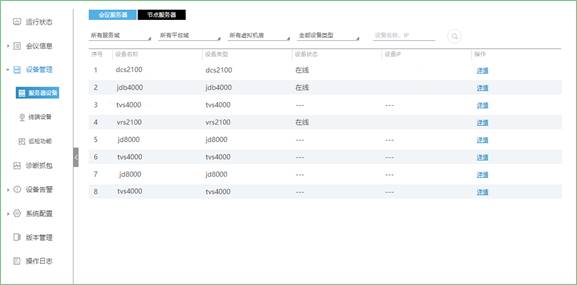 运行状态
会议信息
设备管理
服务器设备
终端设备
巡检功能
诊断抓包
设备告警
系统配置
版本管理
操作日志
会议服务器 节点服务器
所有服务域 所有平台域 所有虚拟机房 全部设备类型 设备名称、IP
序号 设备名称 设备类型 设备状态 设备IP 操作
1 dcs2100 dcs2100 在线 详情
2 jdb4000 jdb4000 在线 详情
3 tvs4000 tvs4000 --- --- 详情
4 vrs2100 vrs2100 在线 详情
5 jd8000 jd8000 --- --- 详情
6 tvs4000 tvs4000 --- --- 详情
7 jd8000 jd8000 --- --- 详情
8 tvs4000 tvs4000 --- --- 详情